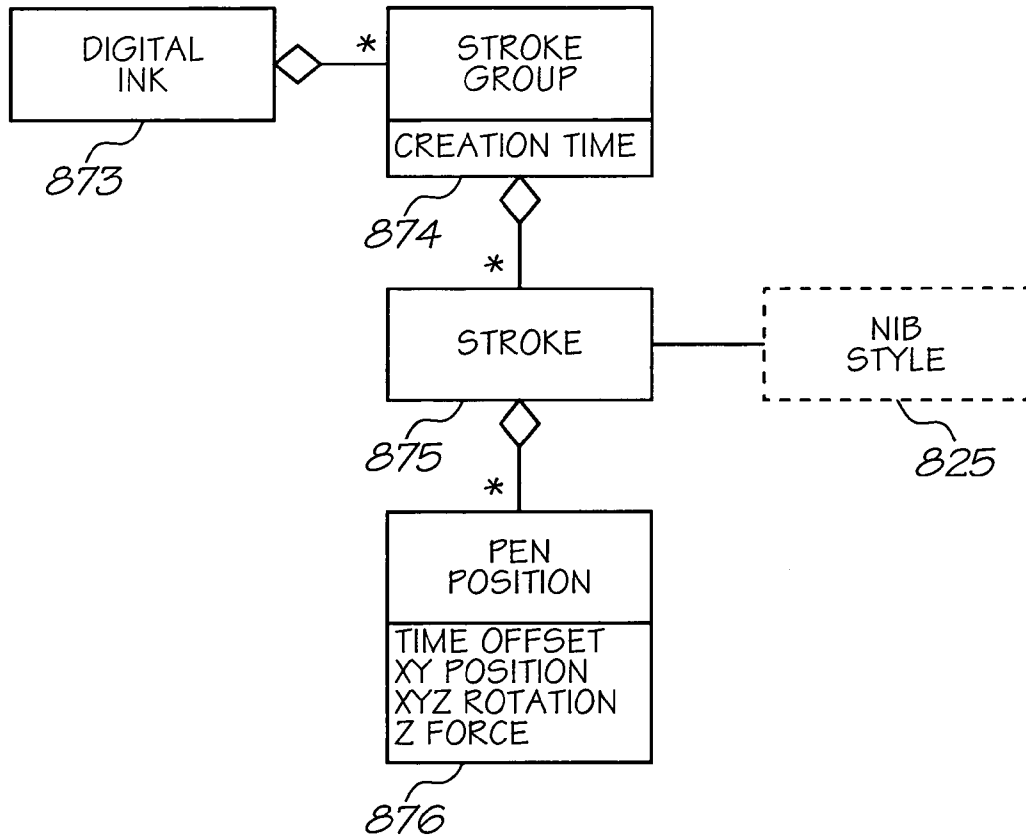 DIGITAL
INK
873
*
STROKE
GROUP
CREATION TIME
874
*
STROKE
875
NIB
STYLE
825
*
PEN
POSITION
TIME OFFSET
XY POSITION
XYZ ROTATION
Z FORCE
876